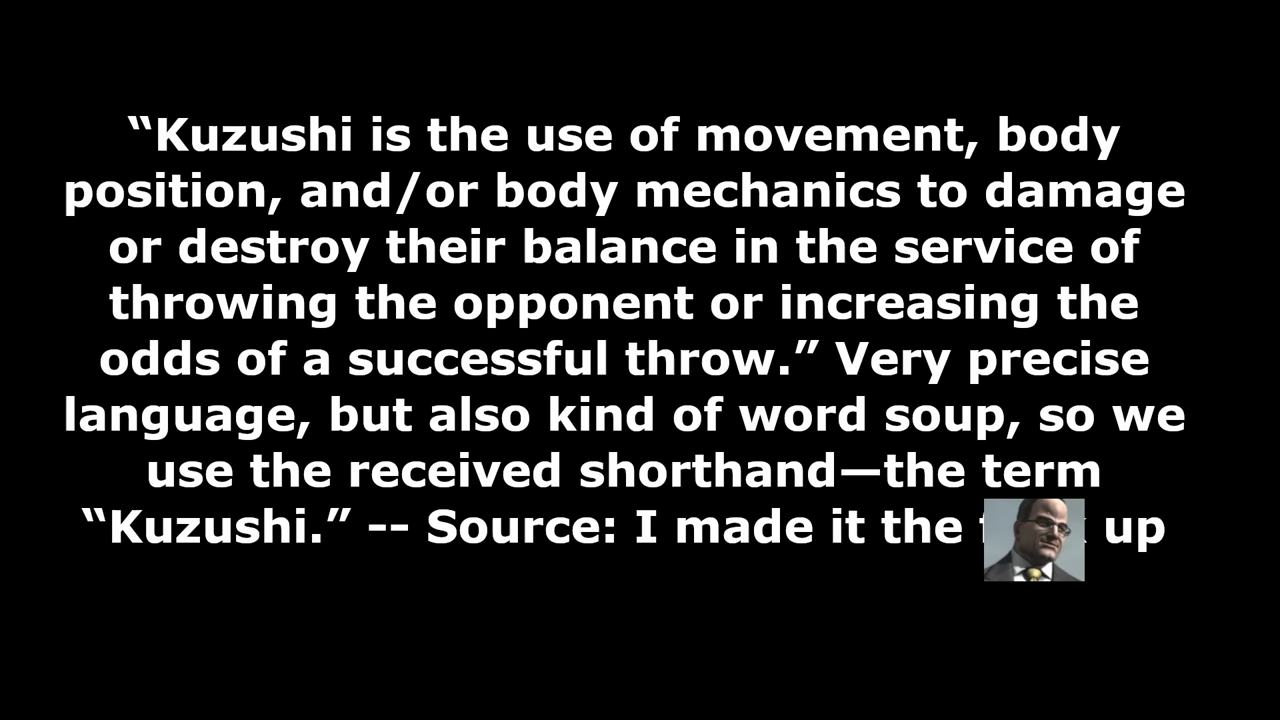 “Kuzushi is the use of movement, body
position, and/or body mechanics to damage
or destroy their balance in the service of
throwing the opponent or increasing the
odds of a successful throw.” Very precise
language, but also kind of word soup, so we
use the received shorthand—the term
“Kuzushi.” -- Source: I made it the up